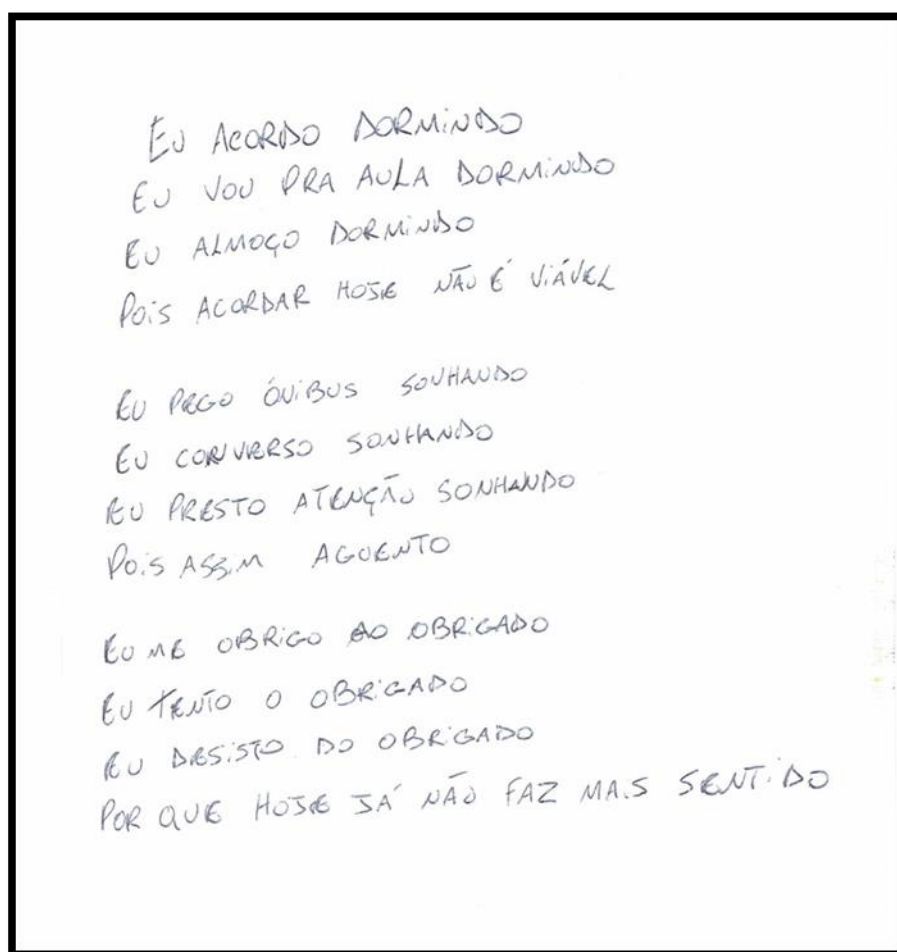 EU ACORDO DORMINDO
EU VOU PRA AULA DORMINDO
EU ALMOÇO DORMINDO
POIS ACORDAR HOJE NÃO É VIÁVEL
EU PEGO ÔNIBUS SONHANDO
EU CONVERSO SONHANDO
EU PRESTO ATENÇÃO SONHANDO
POIS ASSIM AGUENTO
EU ME OBRIGO AO OBRIGADO
EU TENTO O OBRIGADO
EU DESISTO DO OBRIGADO
POR QUE HOJE JÁ NÃO FAZ MAIS SENTIDO